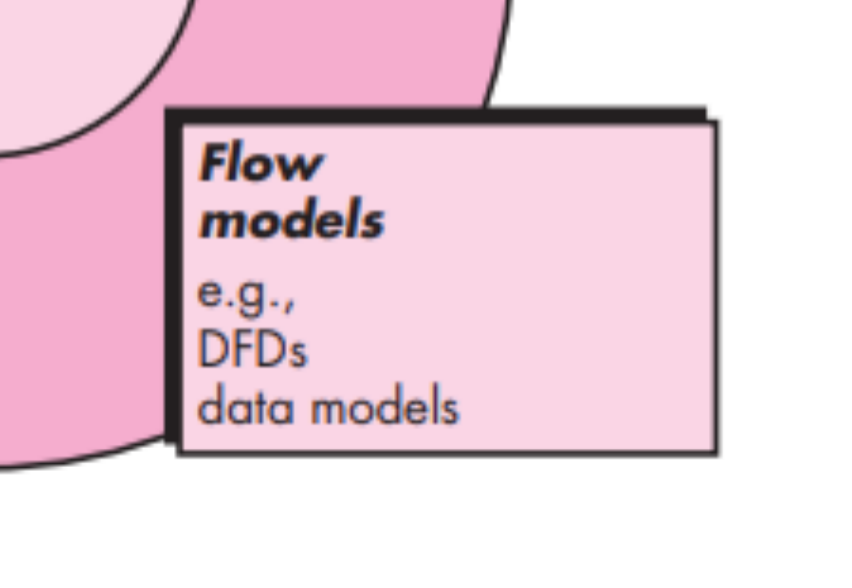 Flow
models
e.g.,
DFDs
data models